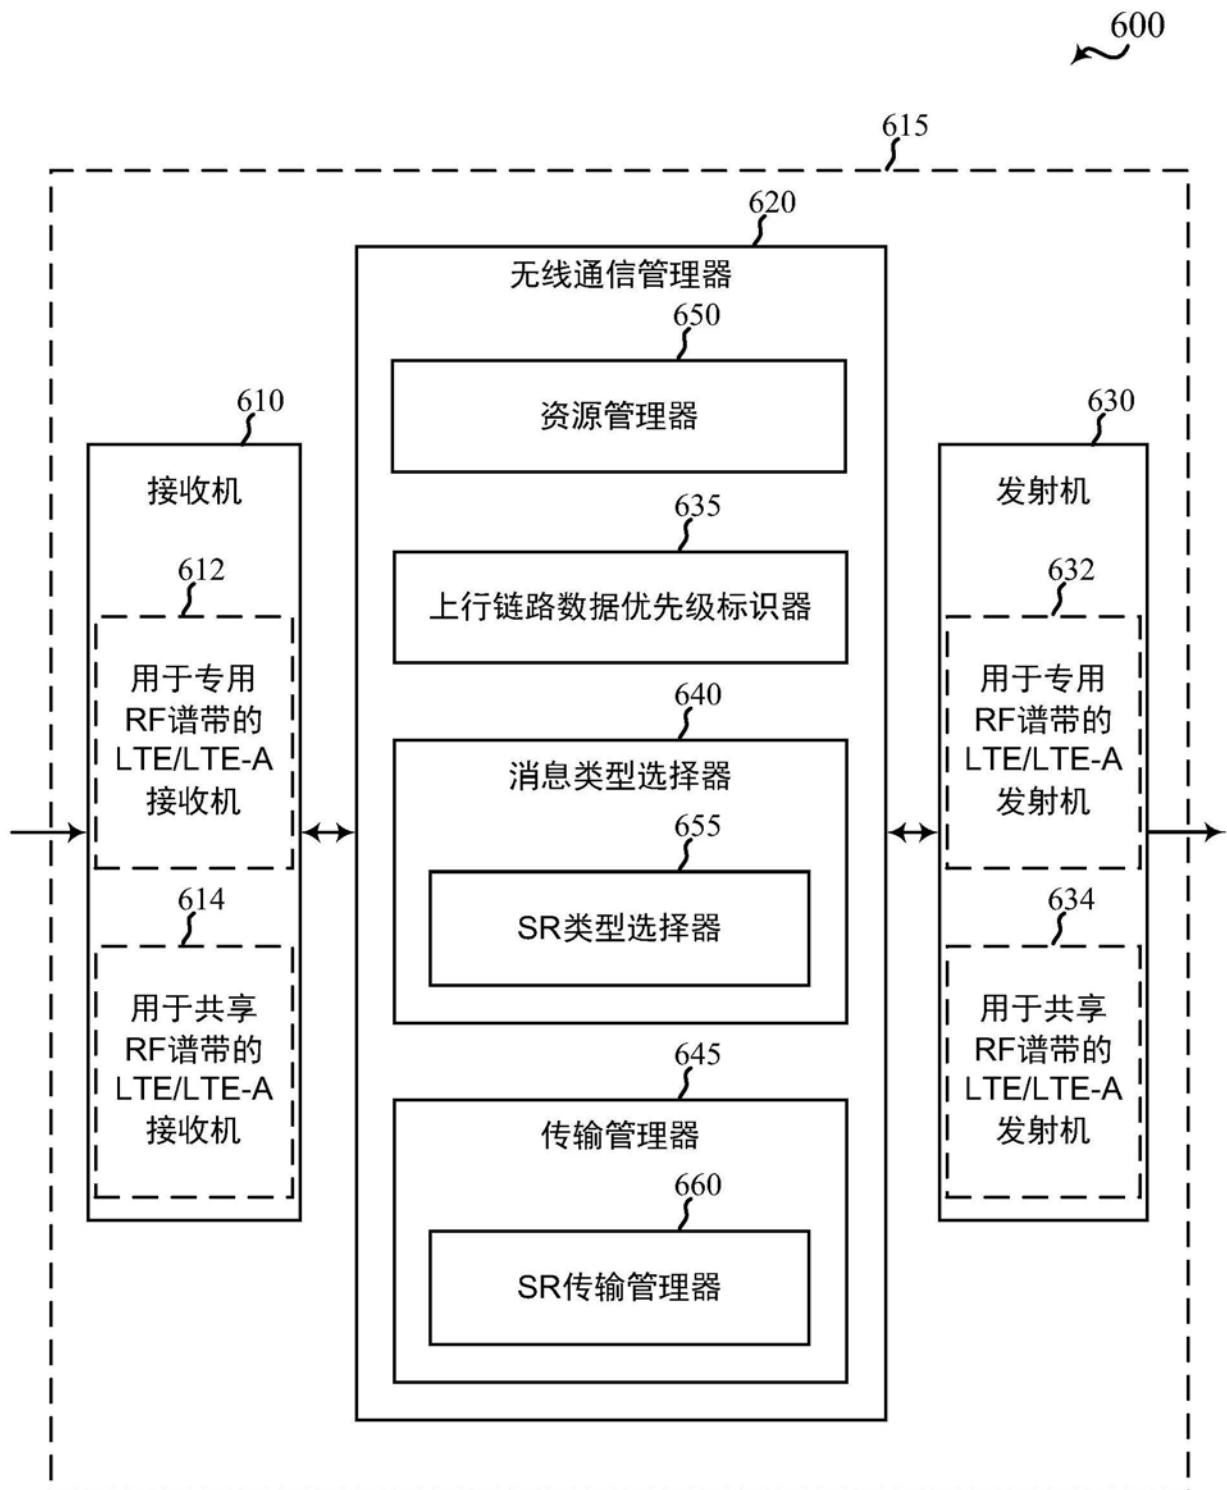 600
615
620
无线通信管理器
650
资源管理器
610
接收机
630
发射机
635
上行链路数据优先级标识器
612
用于专用
RF谱带的
LTE/LTE-A
接收机
632
用于专用
RF谱带的
LTE/LTE-A
发射机
640
消息类型选择器
655
SR类型选择器
614
用于共享
RF谱带的
LTE/LTE-A
接收机
634
用于共享
RF谱带的
LTE/LTE-A
发射机
645
传输管理器
660
SR传输管理器